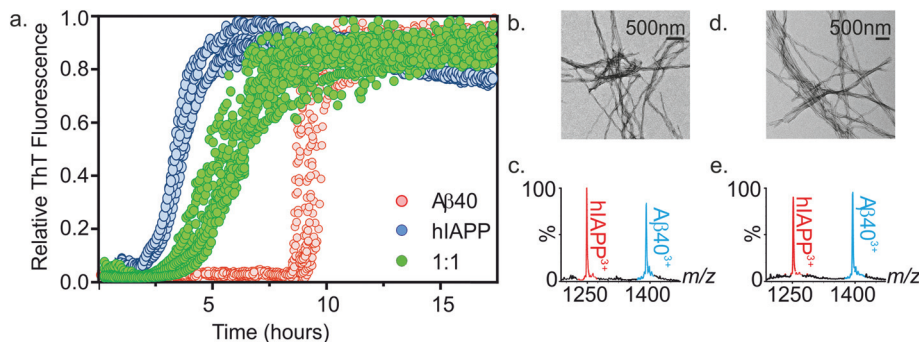 a.
Relative ThT Fluorescence
1.0
0.8
0.6
0.4
0.2
0.0
5
10
15
Time (hours)
Aβ40
hIAPP
1:1
b.
500nm
d.
500nm
c.
100
%
0
hIAPP³⁺
Aβ40³⁺
m/z
1250
1400
e.
100
%
0
hIAPP³⁺
Aβ40³⁺
m/z
1250
1400